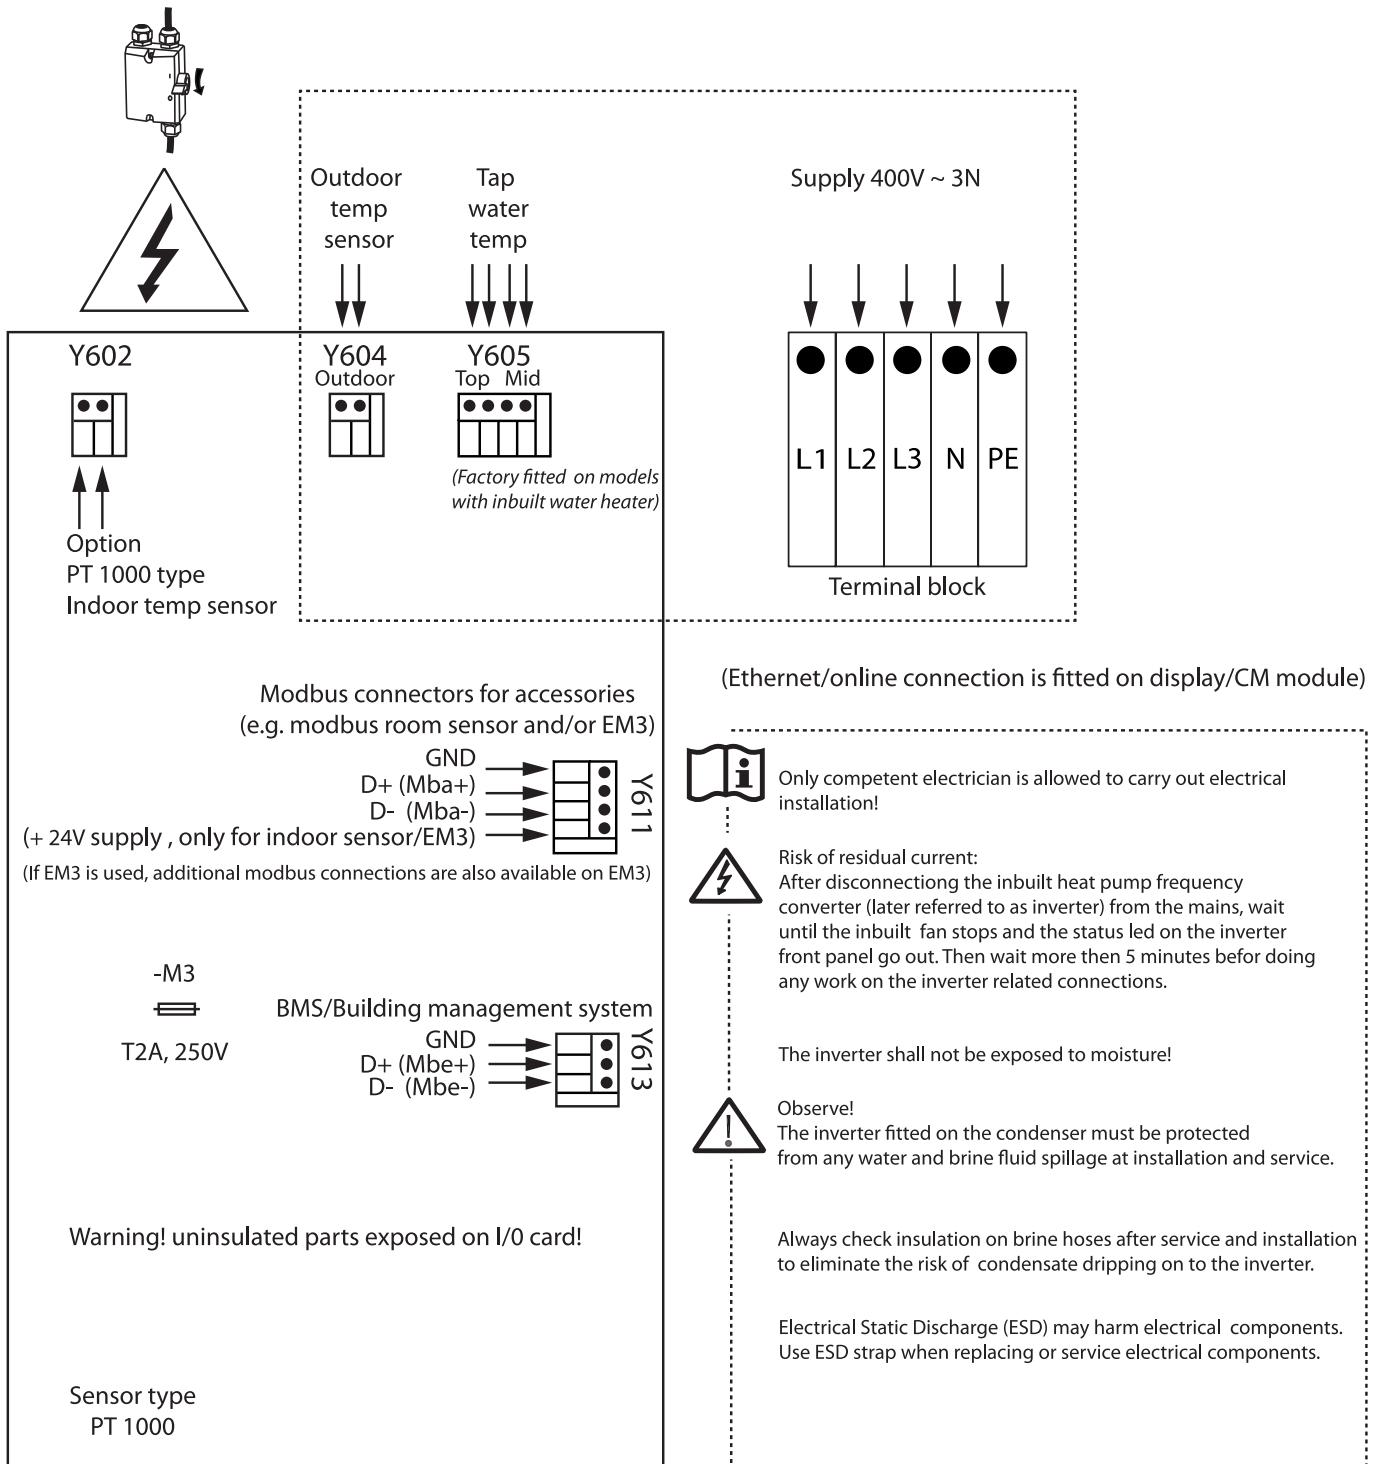 Outdoor
temp
sensor
Tap
water
temp
Supply 400V ~ 3N
Y602
Y604
Outdoor
Y605
Top Mid
(Factory fitted on models
with inbuilt water heater)
L1 L2 L3 N PE
Terminal block
Option
PT 1000 type
Indoor temp sensor
(Ethernet/online connection is fitted on display/CM module)
Modbus connectors for accessories
(e.g. modbus room sensor and/or EM3)
GND
D+ (Mba+)
D- (Mba-)
(+ 24V supply , only for indoor sensor/EM3)
Y611
(If EM3 is used, additional modbus connections are also available on EM3)
-M3
T2A, 250V
BMS/Building management system
GND
D+ (Mbe+)
D- (Mbe-)
Y613
Warning! uninsulated parts exposed on I/0 card!
Sensor type
PT 1000
Only competent electrician is allowed to carry out electrical
installation!
Risk of residual current:
After disconnectiong the inbuilt heat pump frequency
converter (later referred to as inverter) from the mains, wait
until the inbuilt fan stops and the status led on the inverter
front panel go out. Then wait more then 5 minutes befor doing
any work on the inverter related connections.
The inverter shall not be exposed to moisture!
Observe!
The inverter fitted on the condenser must be protected
from any water and brine fluid spillage at installation and service.
Always check insulation on brine hoses after service and installation
to eliminate the risk of condensate dripping on to the inverter.
Electrical Static Discharge (ESD) may harm electrical components.
Use ESD strap when replacing or service electrical components.